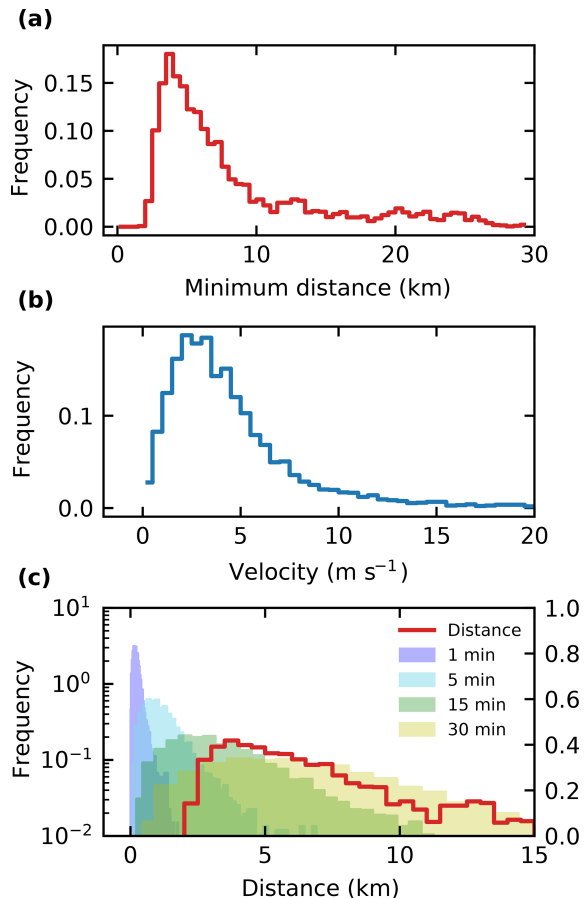 (a)
0.15
0.10
0.05
0.00
Frequency
0 10 20 30
Minimum distance (km)
(b)
0.1
0.0
Frequency
0 5 10 15 20
Velocity (m s⁻¹)
(c)
10¹
10⁰
10⁻¹
10⁻²
Frequency
Distance
1 min
5 min
15 min
30 min
1.0
0.8
0.6
0.4
0.2
0.0
0 5 10 15
Distance (km)